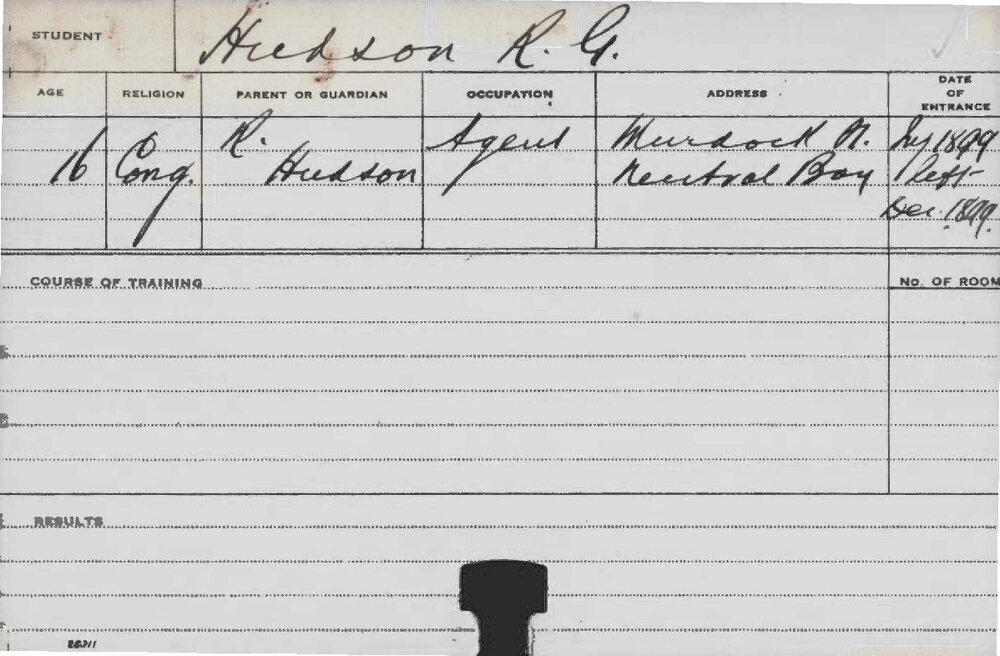 STUDENT Hudson R. G.
AGE RELIGION PARENT OR GUARDIAN OCCUPATION ADDRESS DATE OF ENTRANCE
16 Cong. R. Hudson Agent Murdock St. Neutral Bay Jy 1899 left Dec. 1899.
COURSE OF TRAINING No. OF ROOM
RESULTS